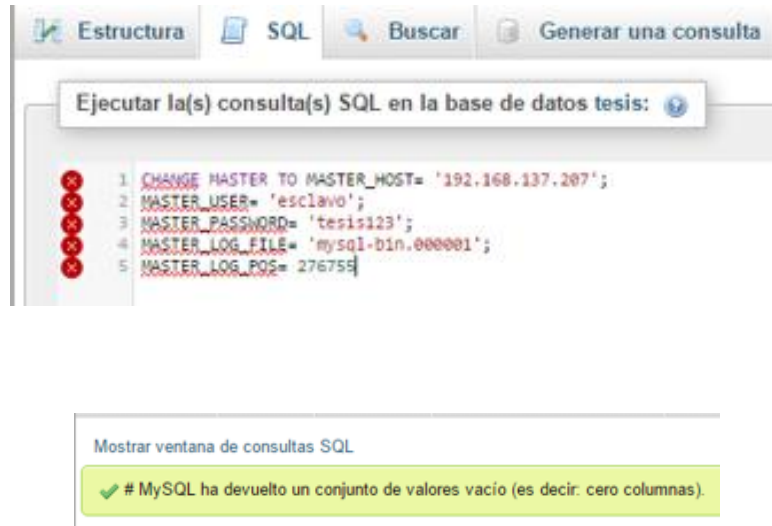 Estructura SQL Buscar Generar una consulta
Ejecutar la(s) consulta(s) SQL en la base de datos tesis:
1 CHANGE MASTER TO MASTER_HOST= '192.168.137.207';
2 MASTER_USER= 'esclavo';
3 MASTER_PASSWORD= 'tesis123';
4 MASTER_LOG_FILE= 'mysql-bin.000001';
5 MASTER_LOG_POS= 276755
Mostrar ventana de consultas SQL
# MySQL ha devuelto un conjunto de valores vacío (es decir: cero columnas).